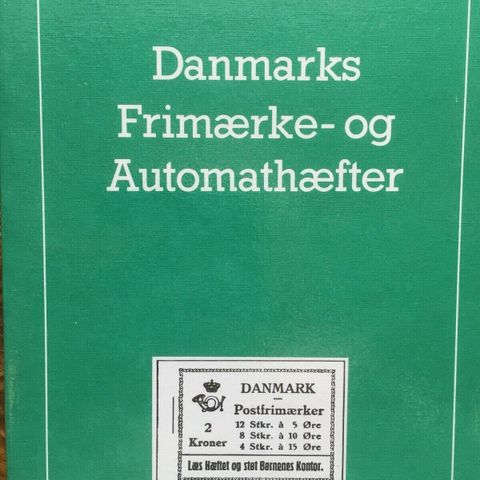 Danmarks
Frimærke- og
Automathæfter
DANMARK
Postfrimærker
2
Kroner
12 Stkr. à 5 Øre
8 Stkr. à 10 Øre
4 Stkr. à 15 Øre
Læs Hæftet og støt Børnenes Kontor.